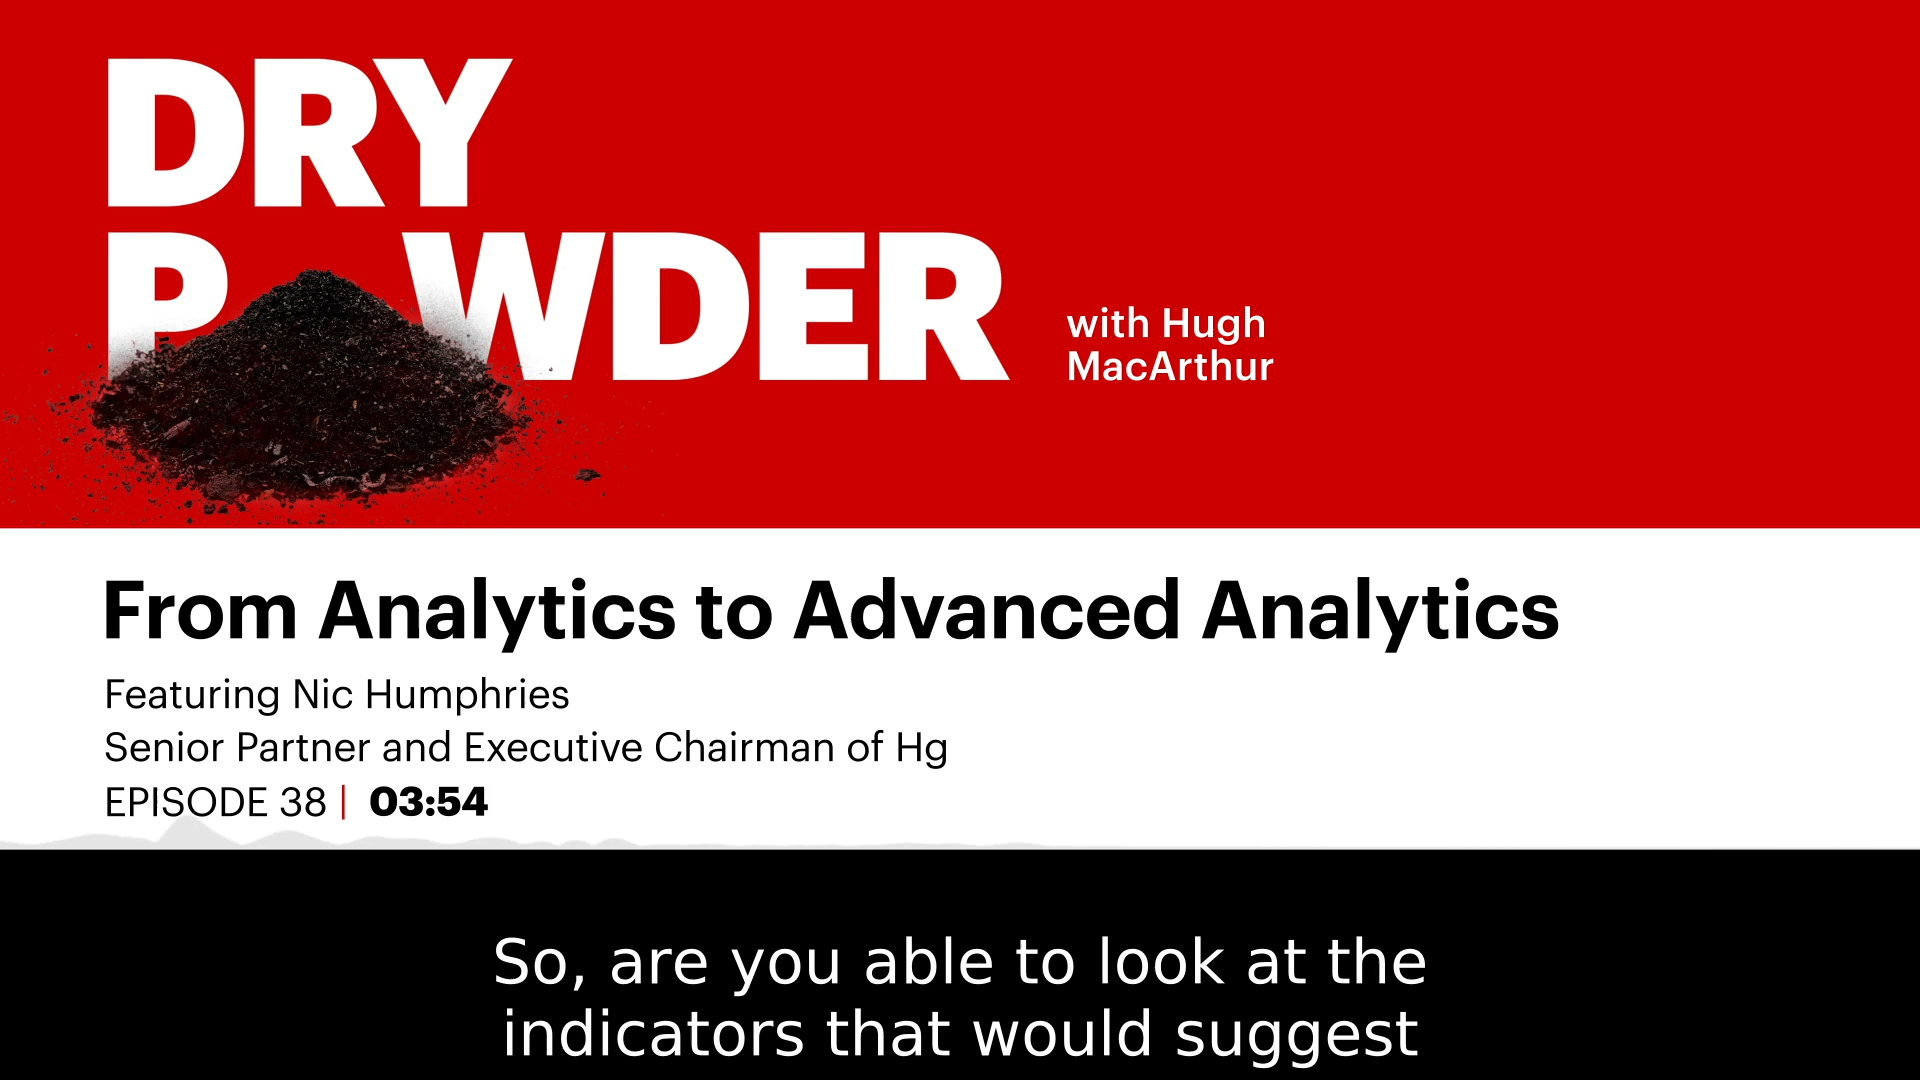 DRY
P WDER
with Hugh
MacArthur
From Analytics to Advanced Analytics
Featuring Nic Humphries
Senior Partner and Executive Chairman of Hg
EPISODE 38 | 03:54
So, are you able to look at the
indicators that would suggest